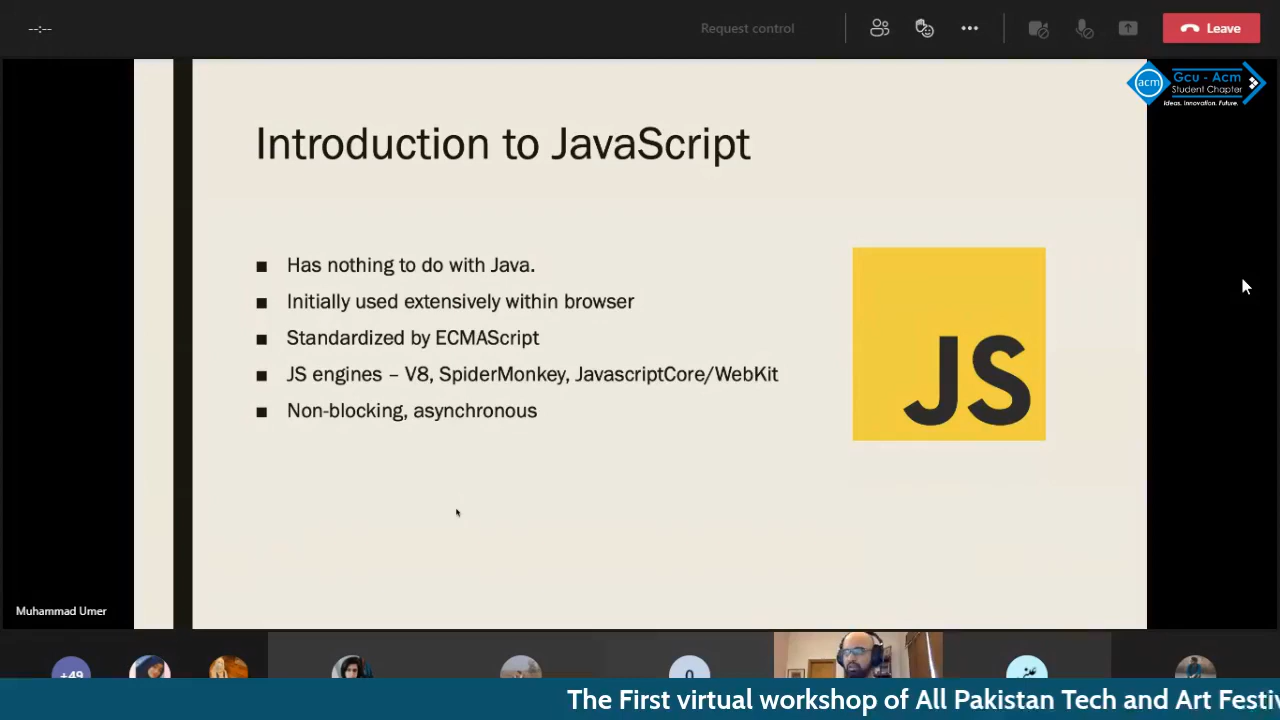 --:--
Request control
Leave
acm
Gcu - Acm
Student Chapter
Ideas. Innovation. Future.
Introduction to JavaScript
■ Has nothing to do with Java.
■ Initially used extensively within browser
■ Standardized by ECMAScript
■ JS engines – V8, SpiderMonkey, JavascriptCore/WebKit
■ Non-blocking, asynchronous
JS
Muhammad Umer
+49
The First virtual workshop of All Pakistan Tech and Art Festiv